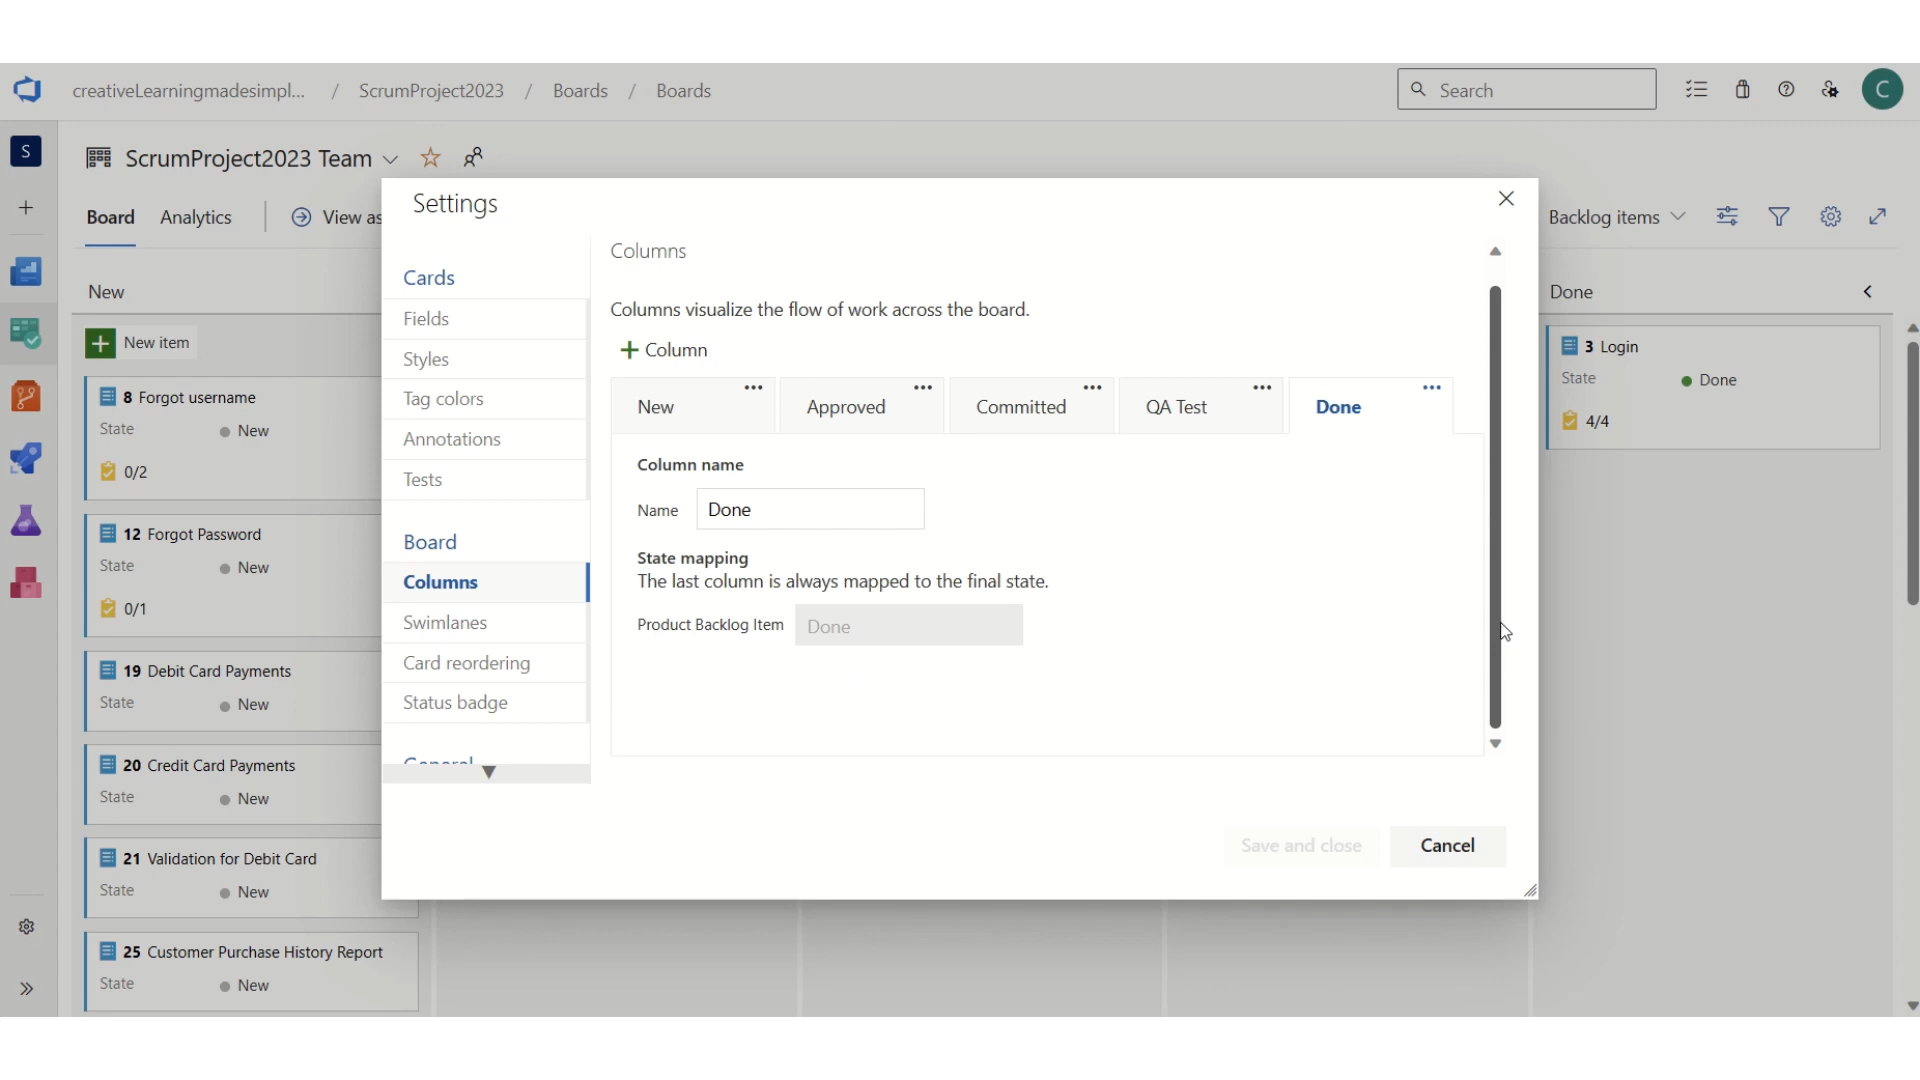 creativeLearningmadesimpl... / ScrumProject2023 / Boards / Boards
Search
C
S
ScrumProject2023 Team
Board Analytics View as
Backlog items
New
New item
8 Forgot username
State New
0/2
12 Forgot Password
State New
0/1
19 Debit Card Payments
State New
20 Credit Card Payments
State New
21 Validation for Debit Card
State New
25 Customer Purchase History Report
State New
Settings
Cards
Fields
Styles
Tag colors
Annotations
Tests
Board
Columns
Swimlanes
Card reordering
Status badge
General
Columns
Columns visualize the flow of work across the board.
+ Column
New ... Approved ... Committed ... QA Test ... Done ...
Column name
Name Done
State mapping
The last column is always mapped to the final state.
Product Backlog Item Done
Save and close Cancel
Done
3 Login
State Done
4/4